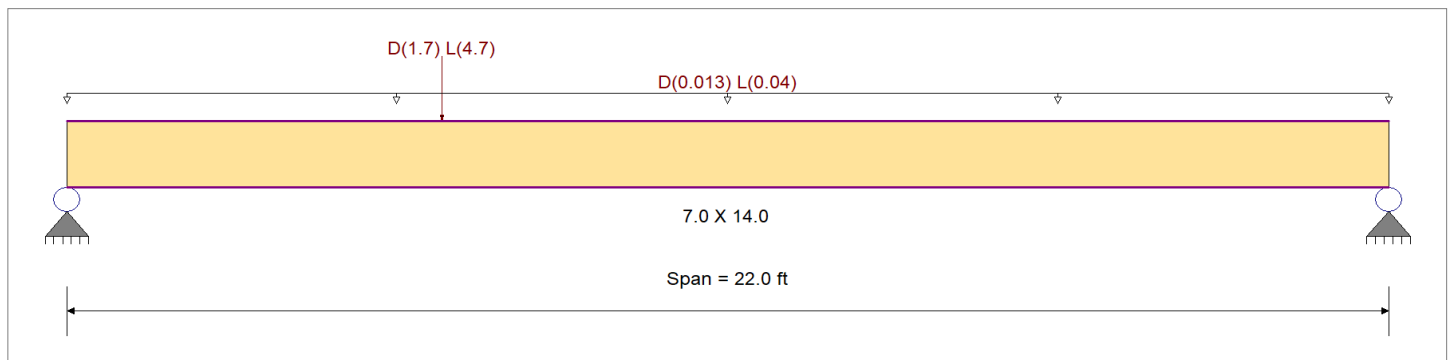 D(1.7) L(4.7)
D(0.013) L(0.04)
7.0 X 14.0
Span = 22.0 ft